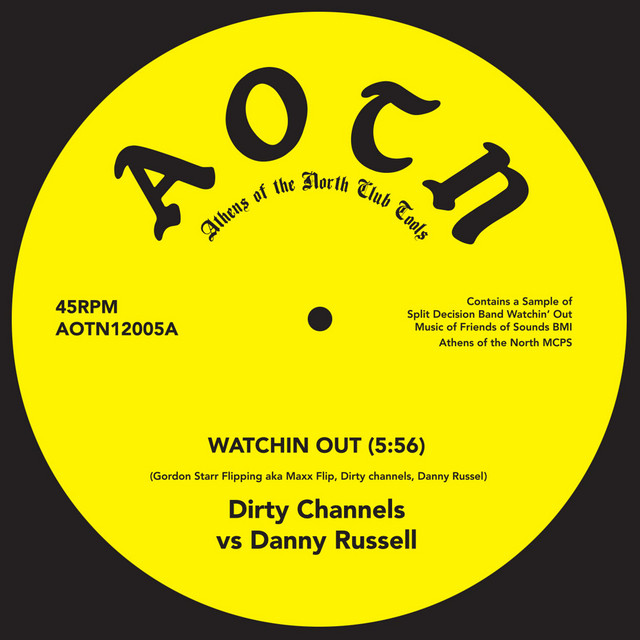 AOTN
Athens of the North Club Tools
45RPM
AOTN12005A
Contains a Sample of
Split Decision Band Watchin' Out
Music of Friends of Sounds BMI
Athens of the North MCPS
WATCHIN OUT (5:56)
(Gordon Starr Flipping aka Maxx Flip, Dirty channels, Danny Russel)
Dirty Channels
vs Danny Russell